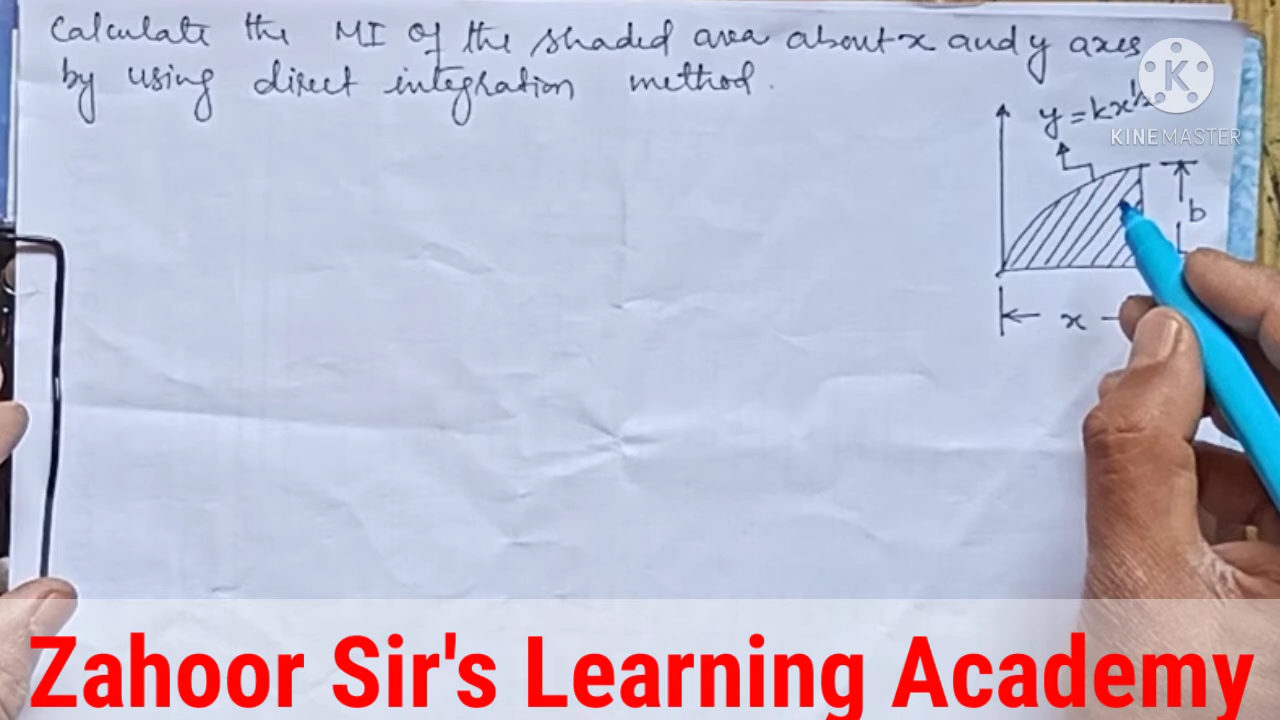 Calculate the MI of the shaded area about x and y axes
by using direct integration method.
y = kx^1/
KINEMASTER
b
x
Zahoor Sir's Learning Academy